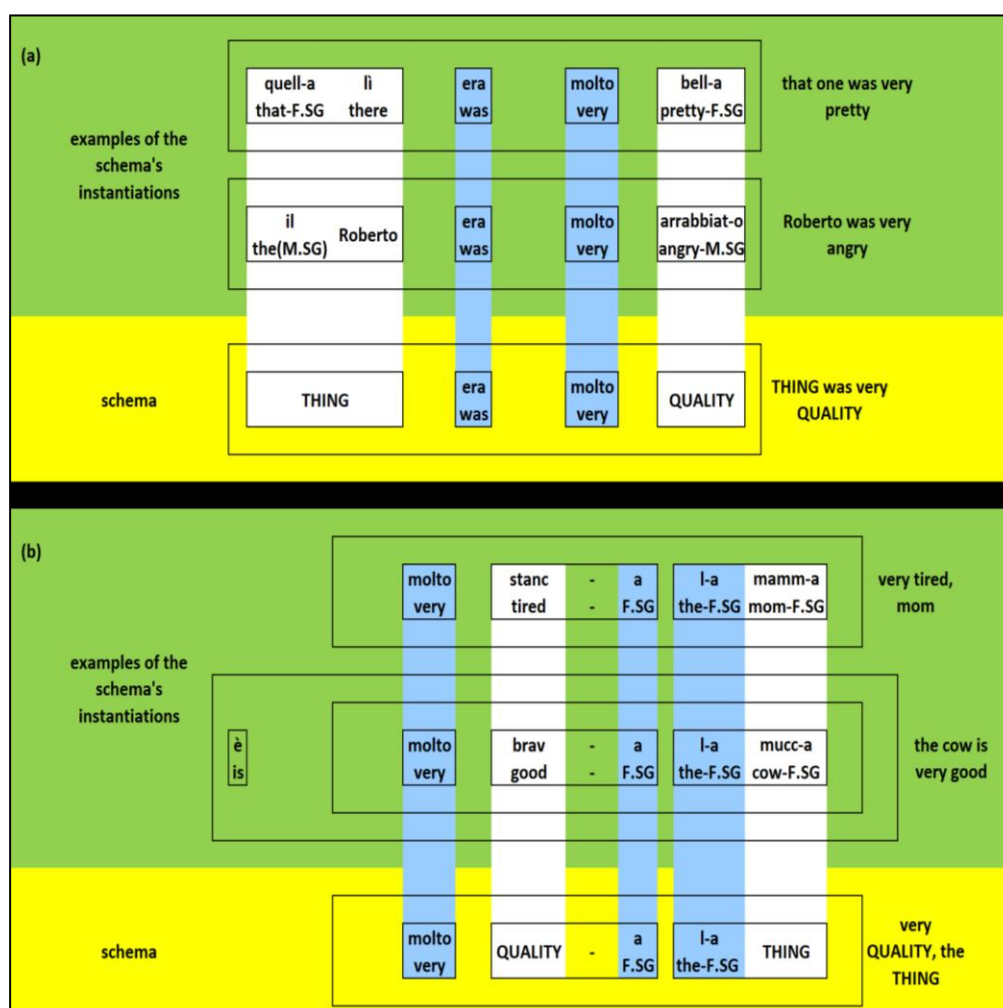 (a)
quell-a lì era molto bell-a
that-F.SG there was very pretty-F.SG
that one was very
pretty
examples of the
schema's
instantiations
il Roberto era molto arrabbiat-o
the(M.SG) was very angry-M.SG
Roberto was very
angry
schema
THING
era molto
was very
QUALITY
THING was very
QUALITY
(b)
molto stanc - a l-a mamm-a
very tired - F.SG the-F.SG mom-F.SG
very tired,
mom
examples of the
schema's
instantiations
è molto brav - a l-a mucc-a
is very good - F.SG the-F.SG cow-F.SG
the cow is
very good
schema
molto
very
QUALITY
-
a l-a
F.SG the-F.SG
THING
very
QUALITY, the
THING